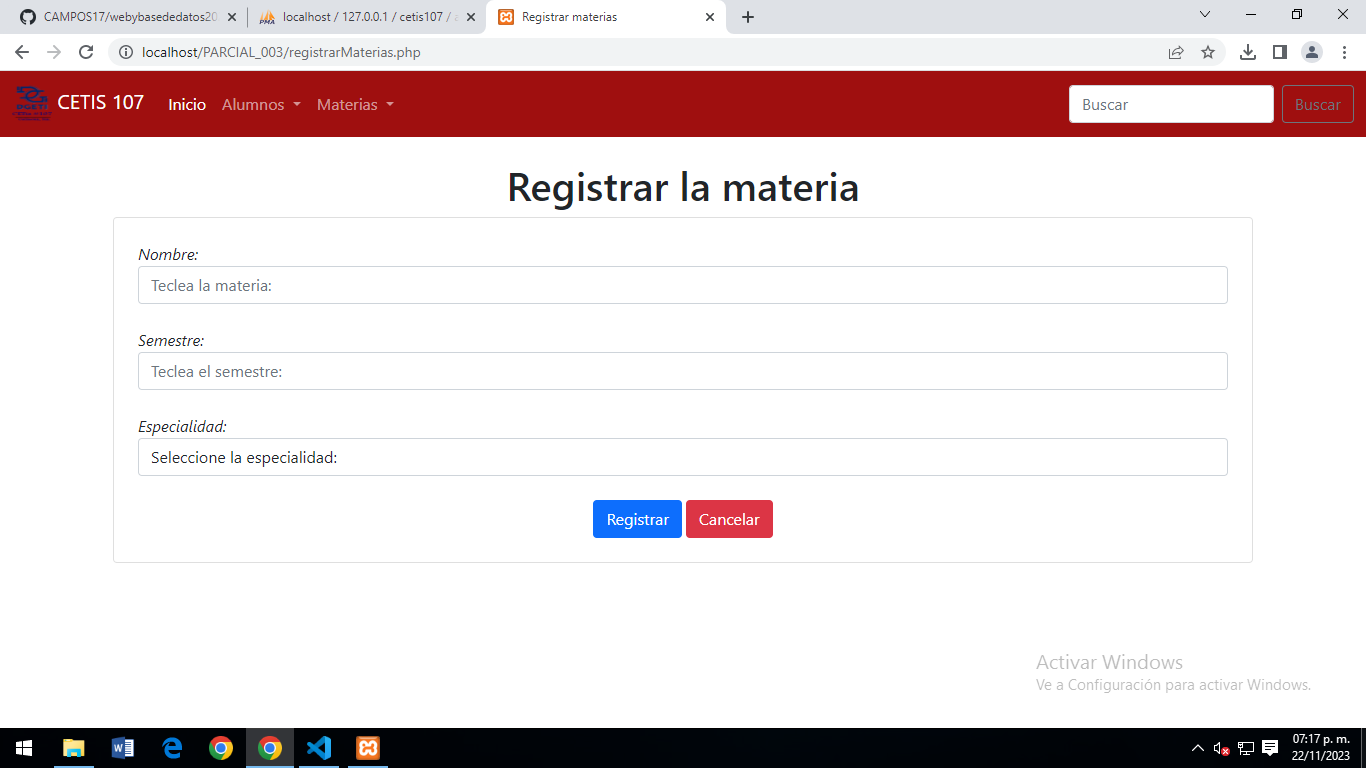 CAMPOS17/webybasededatos20
localhost / 127.0.0.1 / cetis107 / a
Registrar materias
localhost/PARCIAL_003/registrarMaterias.php
CETIS 107
Inicio
Alumnos
Materias
Buscar
Buscar
Registrar la materia
Nombre:
Teclea la materia:
Semestre:
Teclea el semestre:
Especialidad:
Seleccione la especialidad:
Registrar
Cancelar
Activar Windows
Ve a Configuración para activar Windows.
07:17 p. m.
22/11/2023